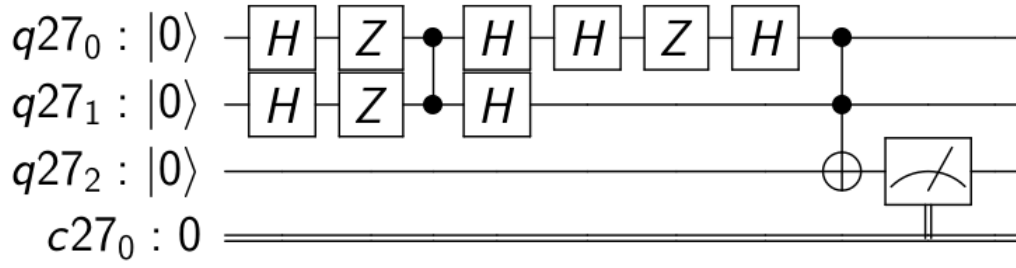 q27₀ : |0⟩ H Z H H Z H
q27₁ : |0⟩ H Z H
q27₂ : |0⟩
c27₀ : 0